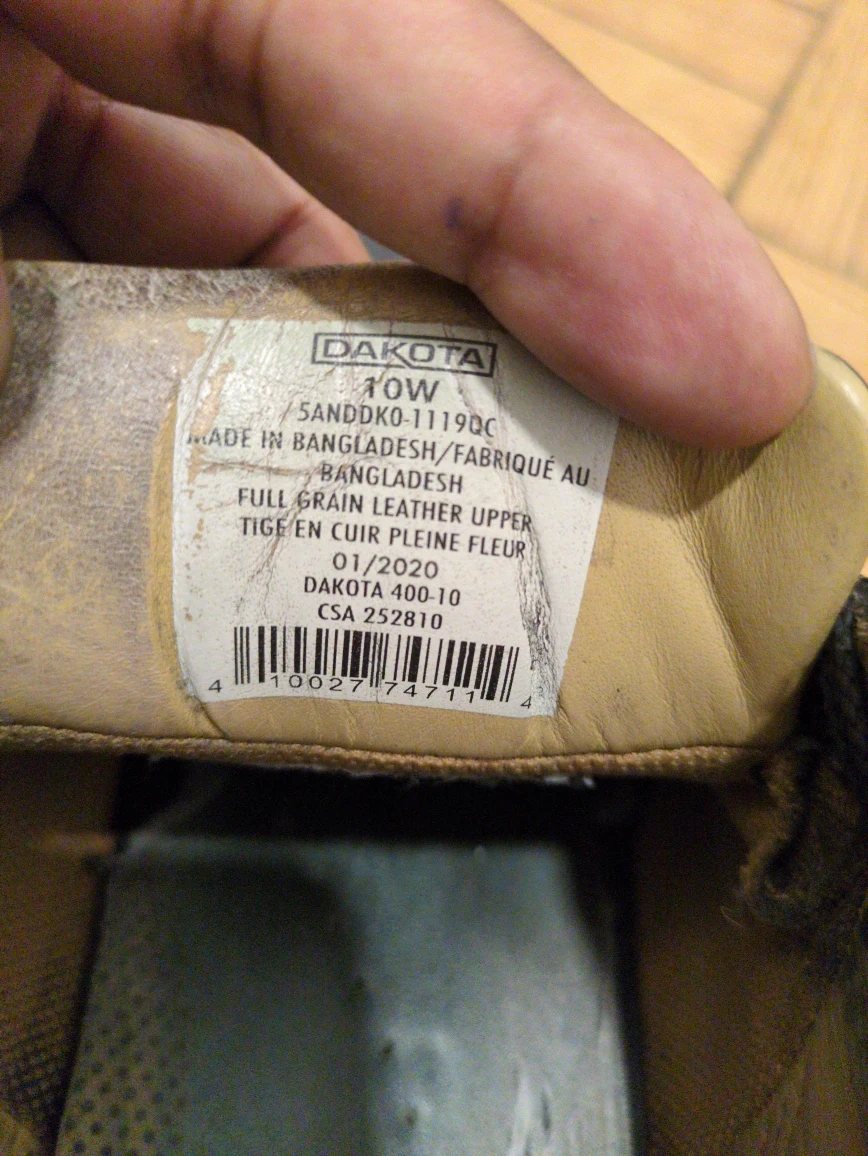 DAKOTA
10W
5ANDDK0-1119QC
MADE IN BANGLADESH/FABRIQUÉ AU
BANGLADESH
FULL GRAIN LEATHER UPPER
TIGE EN CUIR PLEINE FLEUR
01/2020
DAKOTA 400-10
CSA 252810
4 10027 74711 4